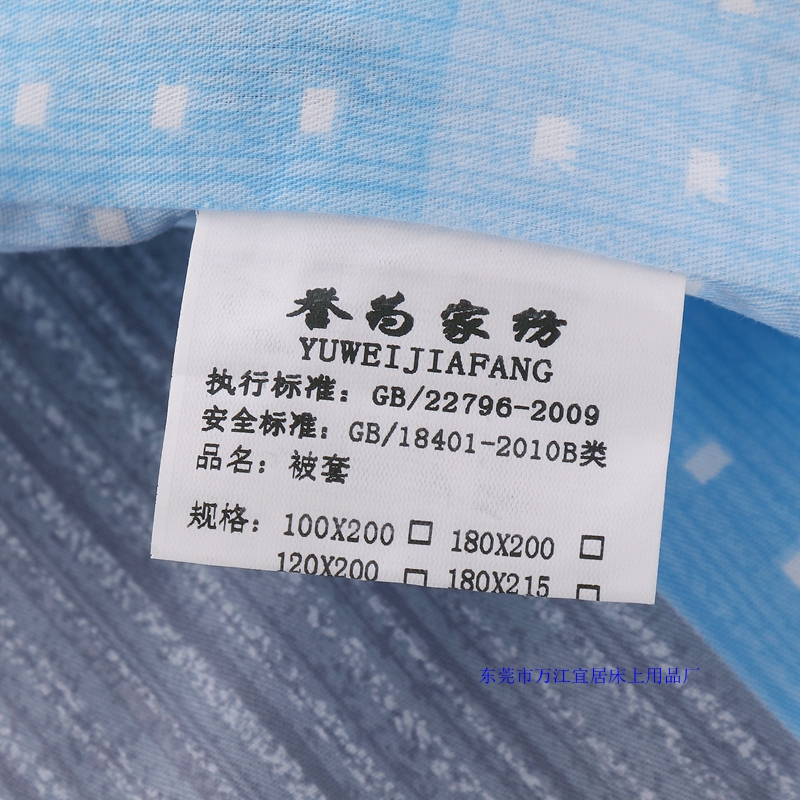 誉为家纺
YUWEIJIAFANG
执行标准：GB/22796-2009
安全标准：GB/18401-2010B类
品名：被套
规格：100X200 □ 180X200 □
120X200 □ 180X215 □
东莞市万江宜居床上用品厂